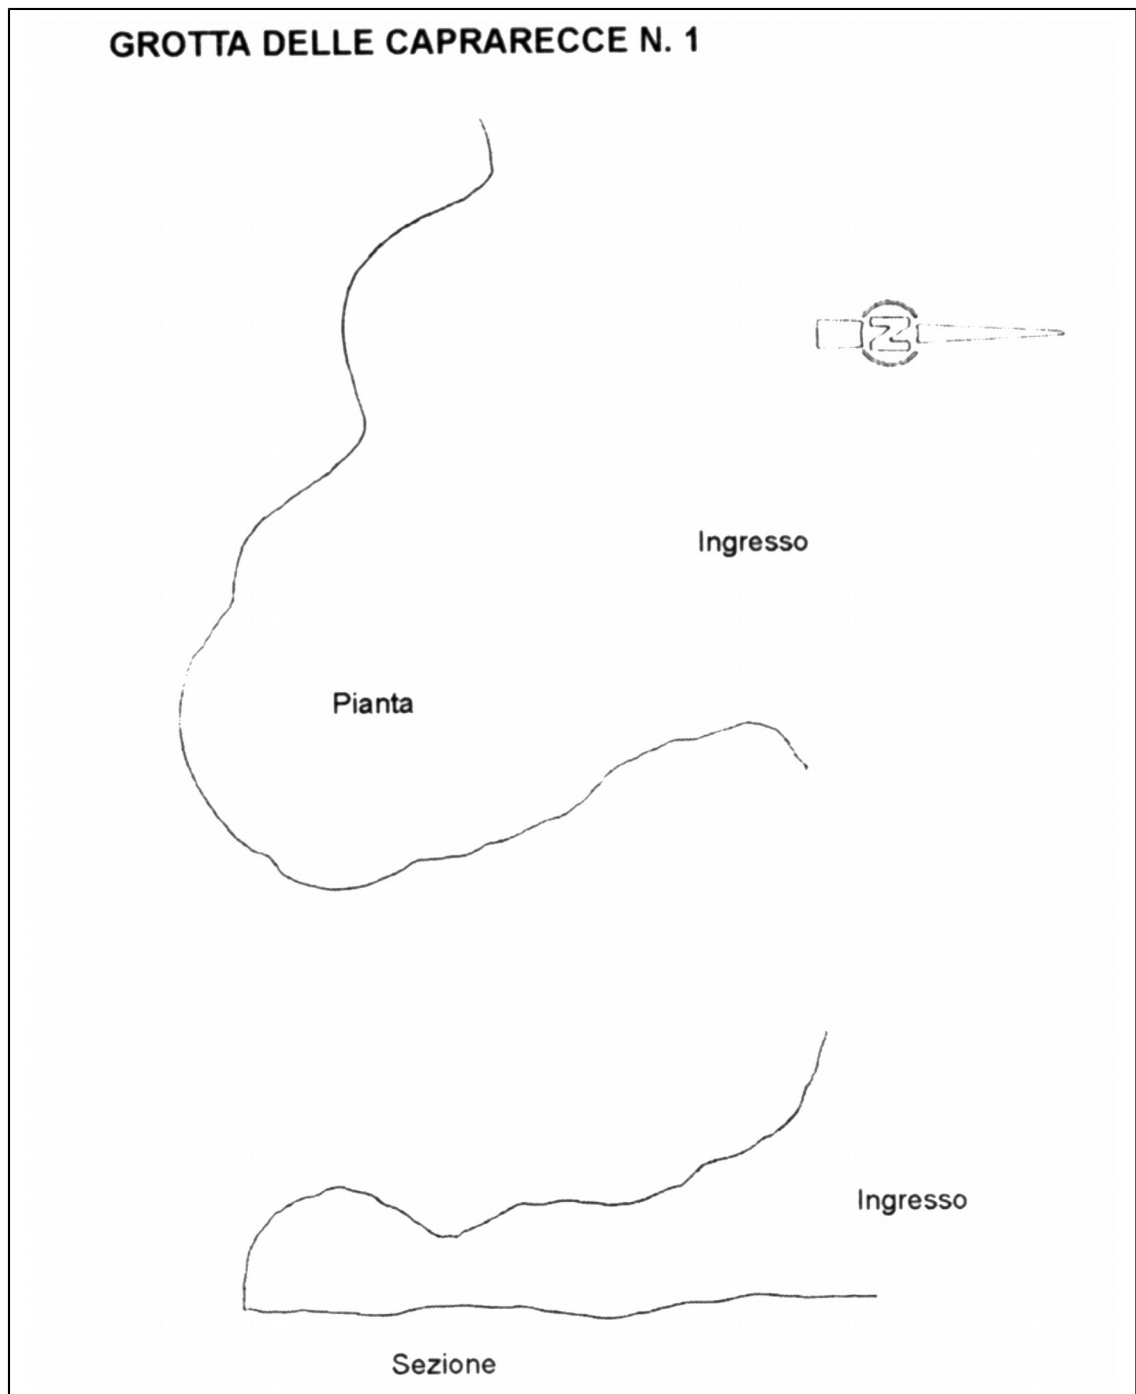 GROTTA DELLE CAPRARECCE N. 1
N
Ingresso
Pianta
Ingresso
Sezione